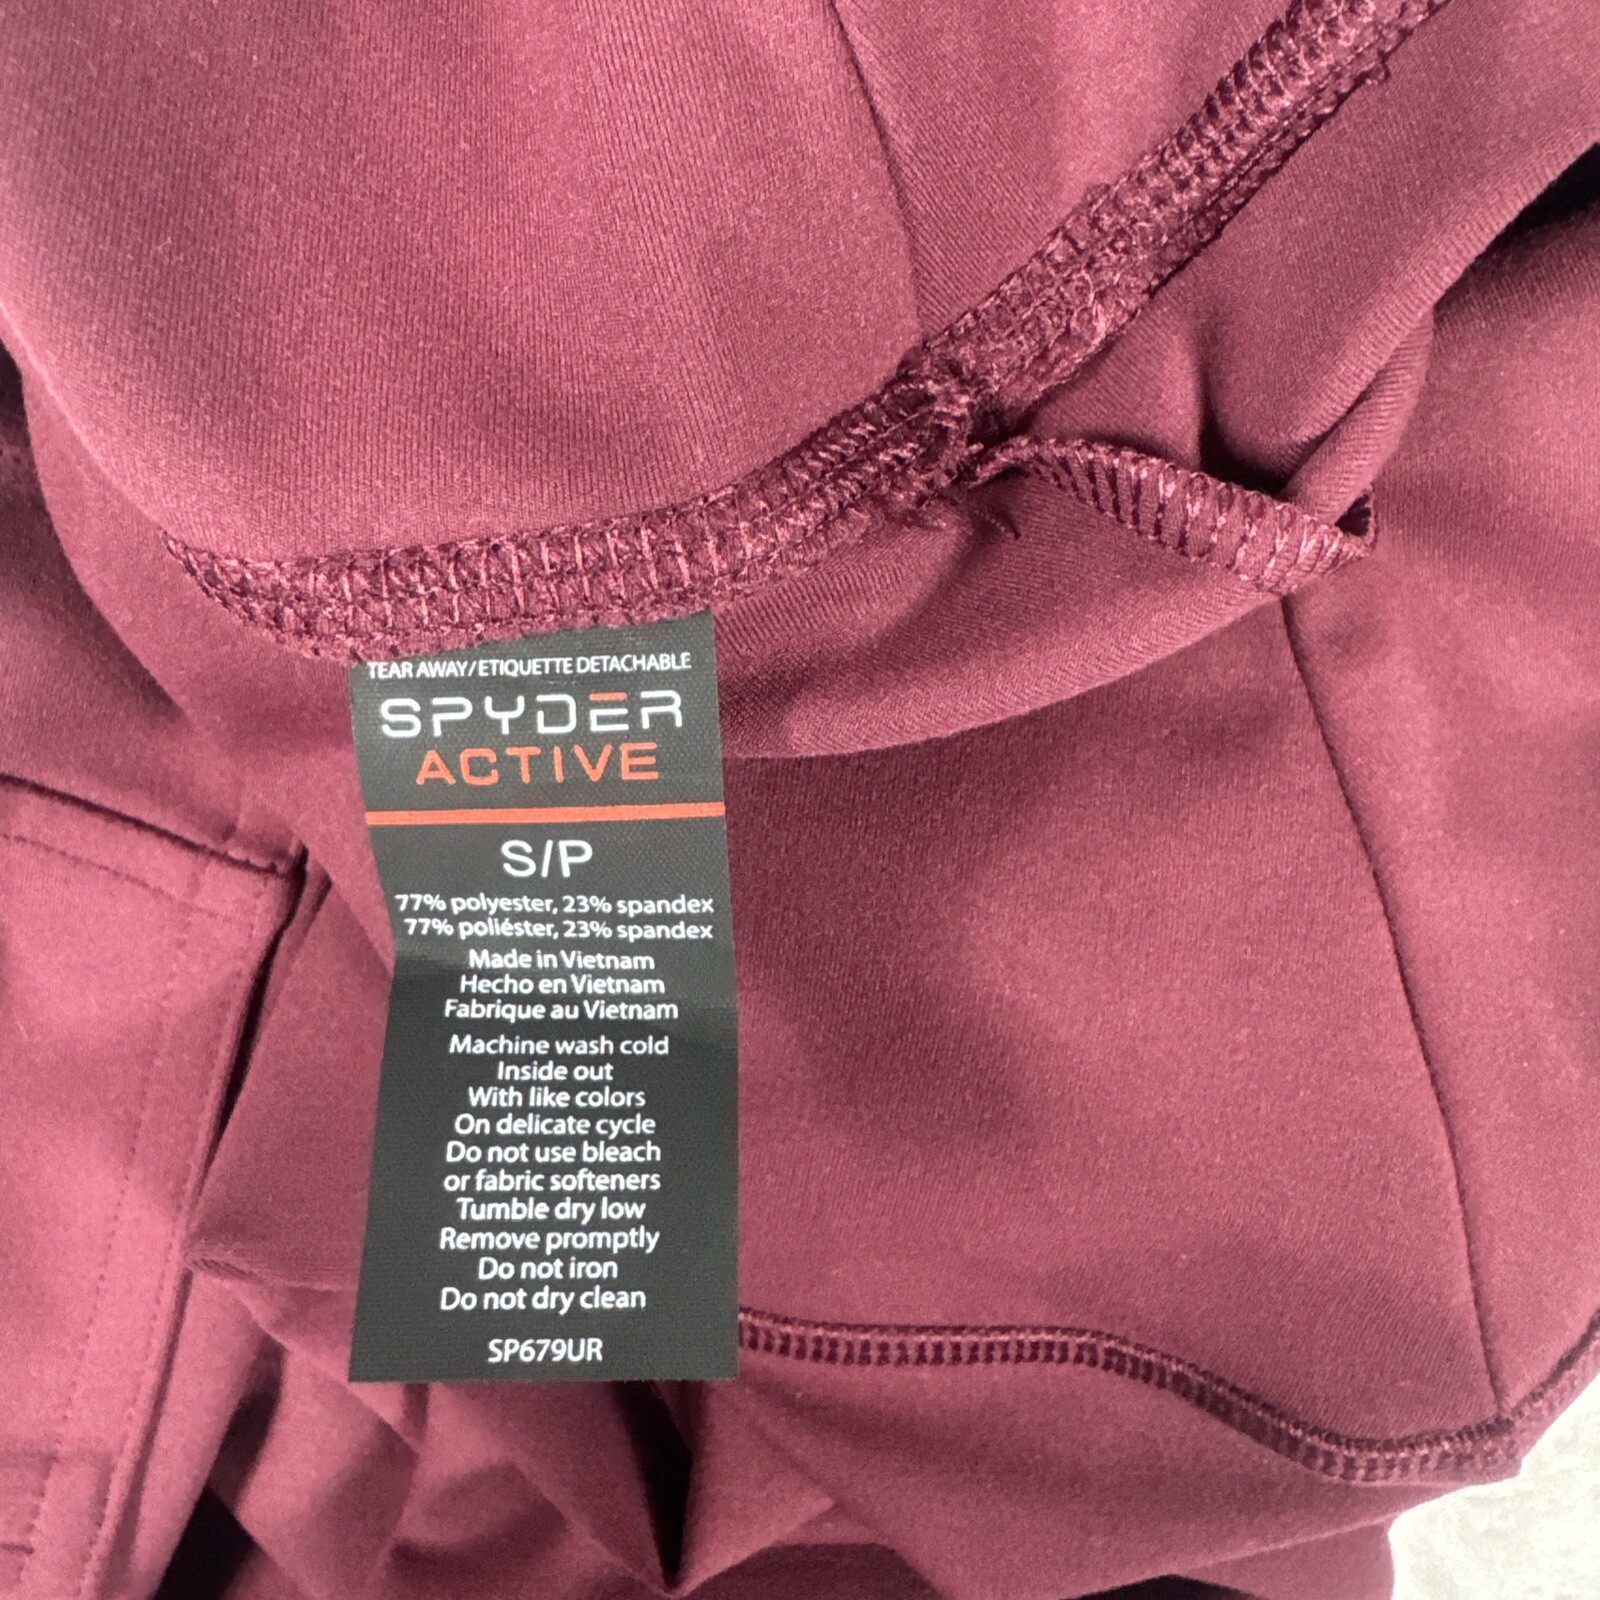 TEAR AWAY/ETIQUETTE DETACHABLE
SPYDER
ACTIVE
S/P
77% polyester, 23% spandex
77% poliéster, 23% spandex
Made in Vietnam
Hecho en Vietnam
Fabrique au Vietnam
Machine wash cold
Inside out
With like colors
On delicate cycle
Do not use bleach
or fabric softeners
Tumble dry low
Remove promptly
Do not iron
Do not dry clean
SP679UR